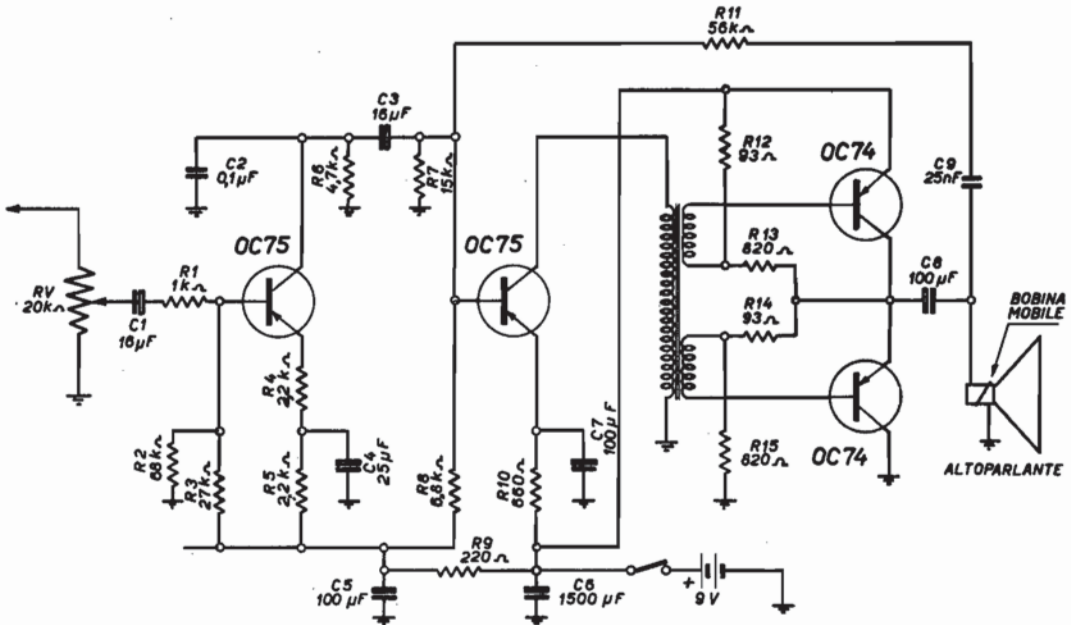 R11
56kΩ
C3
16µF
C2
0,1µF
R6
4,7kΩ
R7
15kΩ
R12
93Ω
OC74
C9
25nF
OC75
OC75
R1
1kΩ
R13
820Ω
C8
100µF
RV
20kΩ
C1
16µF
R14
93Ω
BOBINA
MOBILE
R4
2,2kΩ
C7
100µF
R2
68kΩ
R3
27kΩ
R5
2,2kΩ
C4
25µF
R8
6,8kΩ
R10
660Ω
R15
820Ω
OC74
ALTOPARLANTE
R9
220Ω
C5
100µF
C6
1500µF
+
9V